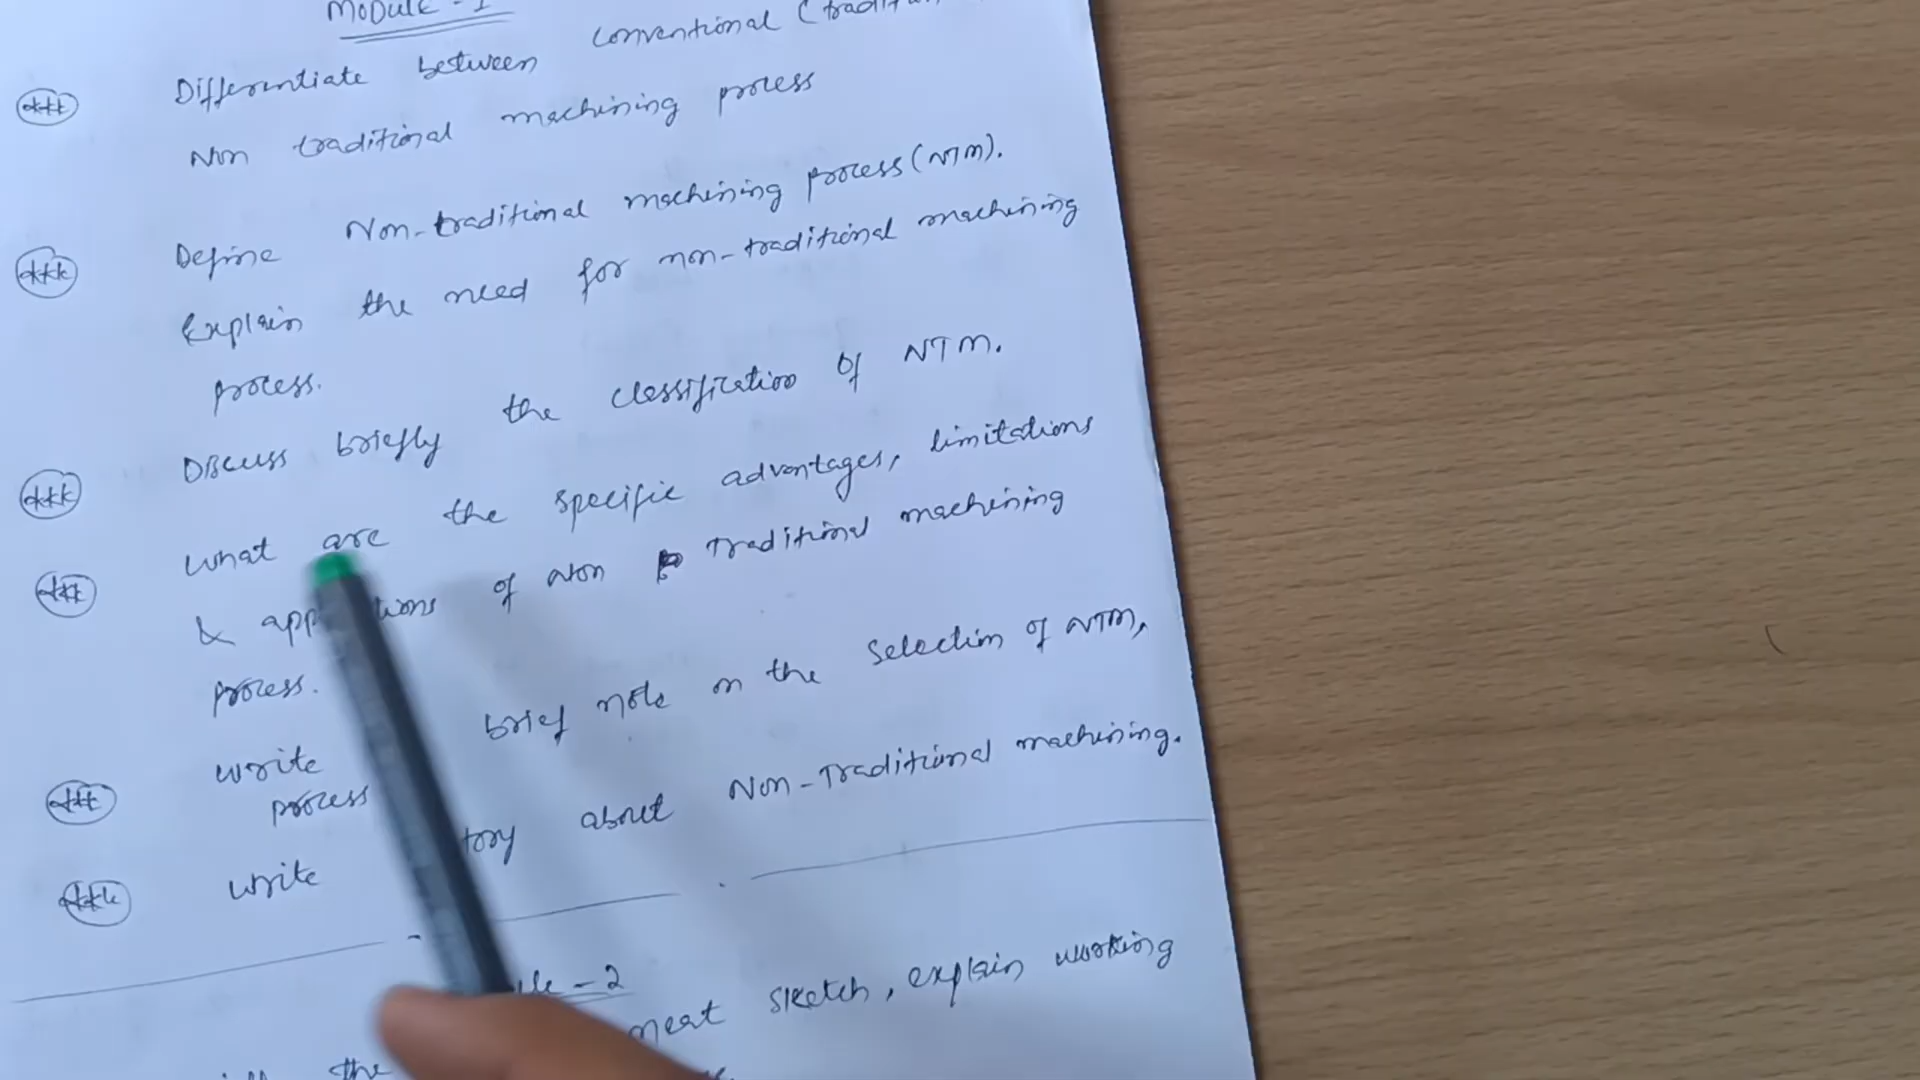 Module - 1
Differentiate between conventional
Non traditional machining process
Define Non-traditional machining process (NTM).
Explain the need for non-traditional machining
process.
Discuss briefly the classification of NTM.
What are the specific advantages, limitations
& of Non Traditional machining
process.
write brief note on the selection of NTM,
process
write about Non-Traditional machining.
- 2
neat sketch, explain working
the